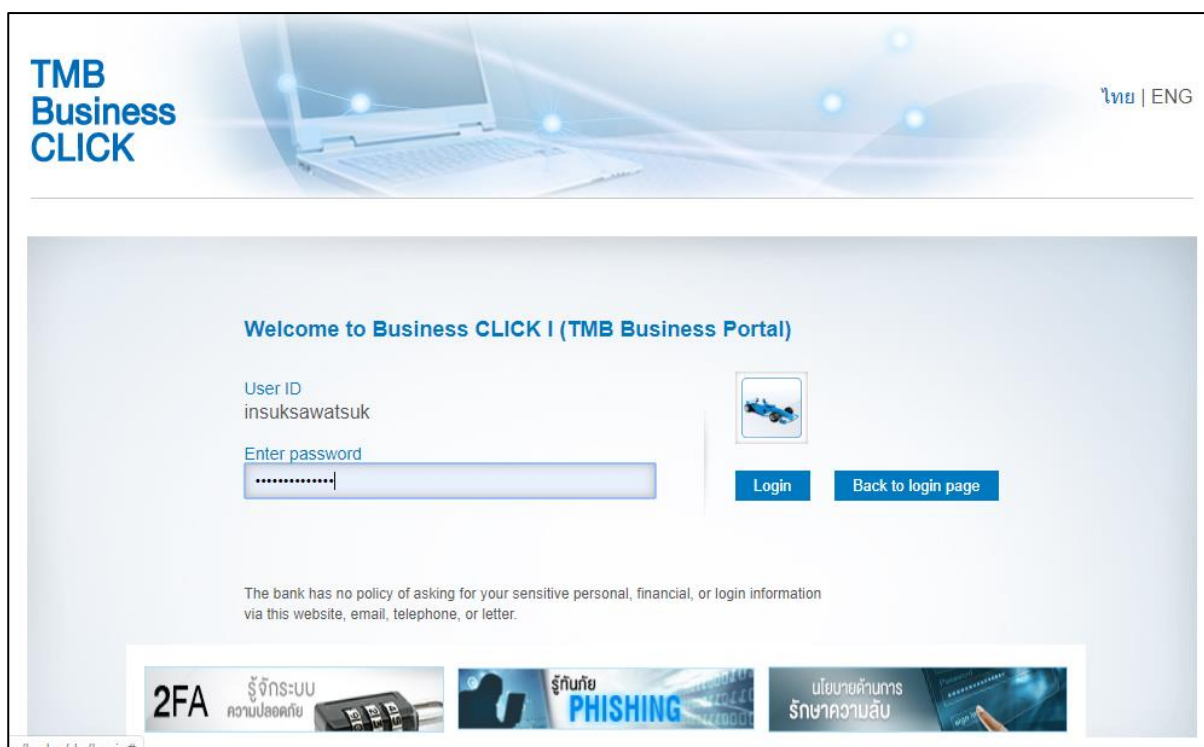 TMB
Business
CLICK
ไทย | ENG
Welcome to Business CLICK I (TMB Business Portal)
User ID
insuksawatsuk
Enter password
••••••••••••••
Login
Back to login page
The bank has no policy of asking for your sensitive personal, financial, or login information
via this website, email, telephone, or letter.
2FA
รู้จักระบบ
ความปลอดภัย
รู้ทันภัย
PHISHING
นโยบายด้านการ
รักษาความลับ